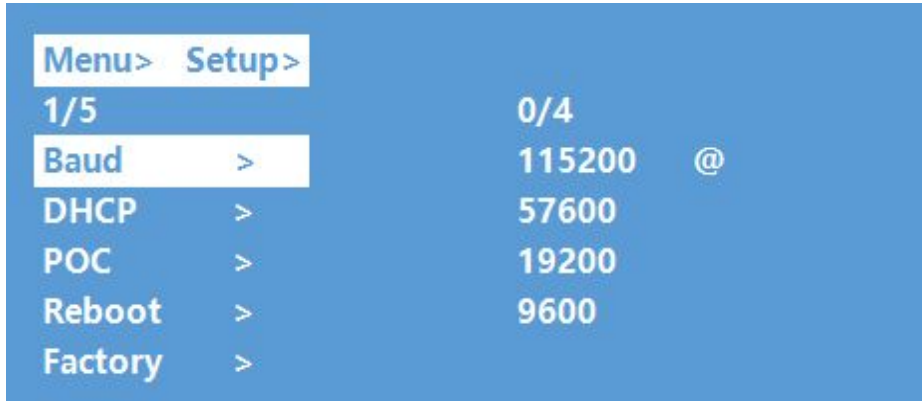 Menu> Setup>
1/5 0/4
Baud > 115200 @
DHCP > 57600
POC > 19200
Reboot > 9600
Factory >